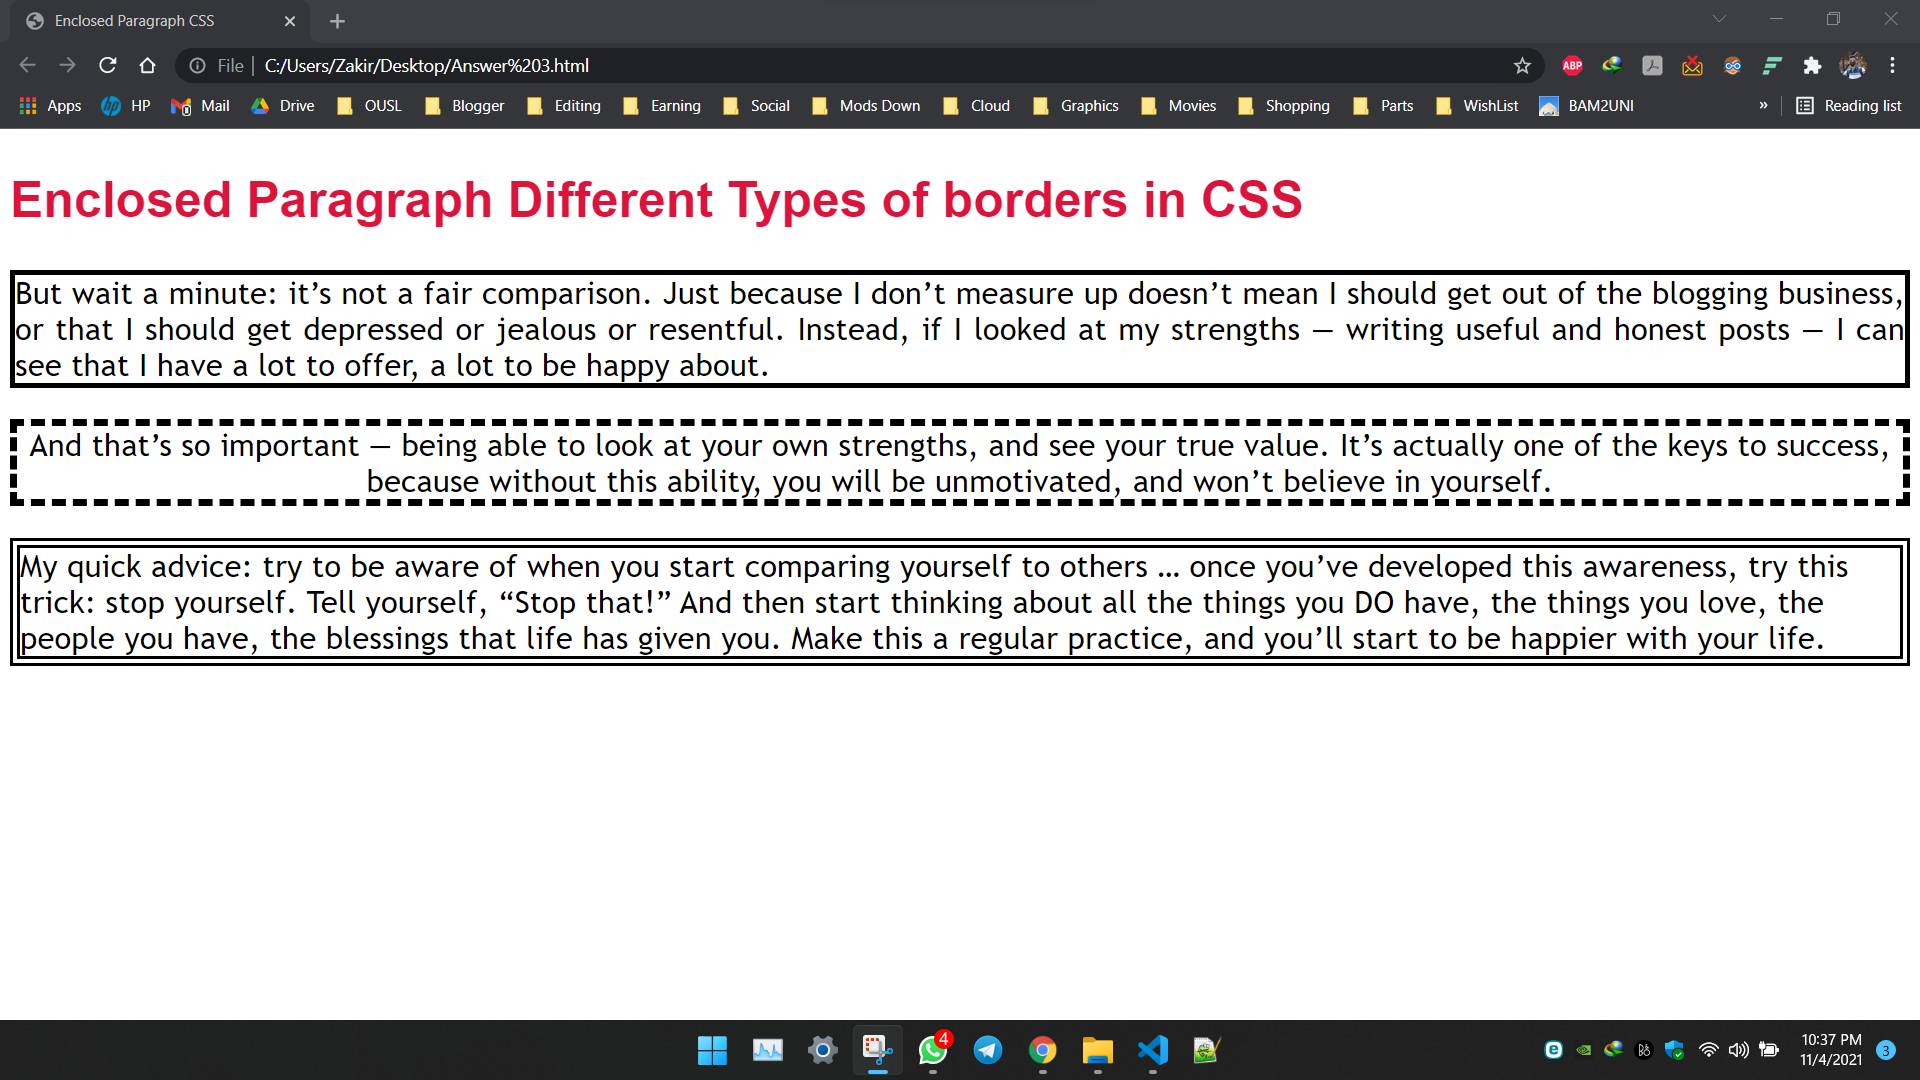 Enclosed Paragraph CSS
File C:/Users/Zakir/Desktop/Answer%203.html
ABP
Apps HP Mail Drive OUSL Blogger Editing Earning Social Mods Down Cloud Graphics Movies Shopping Parts WishList BAM2UNI » Reading list
Enclosed Paragraph Different Types of borders in CSS
But wait a minute: it’s not a fair comparison. Just because I don’t measure up doesn’t mean I should get out of the blogging business,
or that I should get depressed or jealous or resentful. Instead, if I looked at my strengths — writing useful and honest posts — I can
see that I have a lot to offer, a lot to be happy about.
And that’s so important — being able to look at your own strengths, and see your true value. It’s actually one of the keys to success,
because without this ability, you will be unmotivated, and won’t believe in yourself.
My quick advice: try to be aware of when you start comparing yourself to others … once you’ve developed this awareness, try this
trick: stop yourself. Tell yourself, “Stop that!” And then start thinking about all the things you DO have, the things you love, the
people you have, the blessings that life has given you. Make this a regular practice, and you’ll start to be happier with your life.
4
10:37 PM
11/4/2021
3